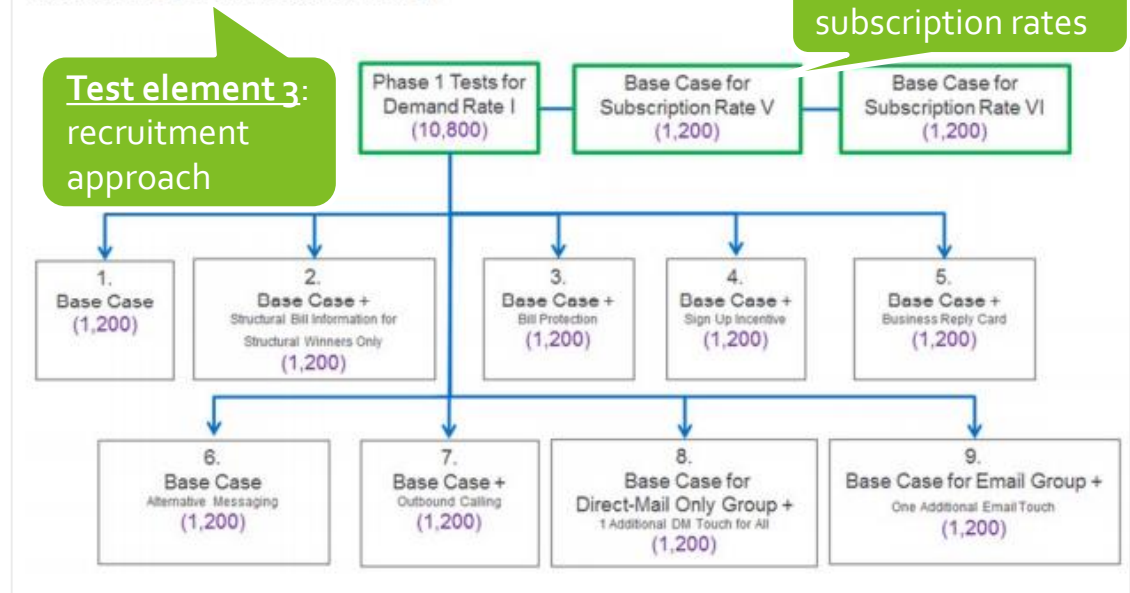 subscription rates
Test element 3:
recruitment
approach
Phase 1 Tests for
Demand Rate I
(10,800)
Base Case for
Subscription Rate V
(1,200)
Base Case for
Subscription Rate VI
(1,200)
1.
Base Case
(1,200)
2.
Base Case +
Structural Bill Information for
Structural Winners Only
(1,200)
3.
Base Case +
Bill Protection
(1,200)
4.
Base Case +
Sign Up Incentive
(1,200)
5.
Base Case +
Business Reply Card
(1,200)
6.
Base Case
Alternative Messaging
(1,200)
7.
Base Case +
Outbound Calling
(1,200)
8.
Base Case for
Direct-Mail Only Group +
1 Additional DM Touch for All
(1,200)
9.
Base Case for Email Group +
One Additional Email Touch
(1,200)